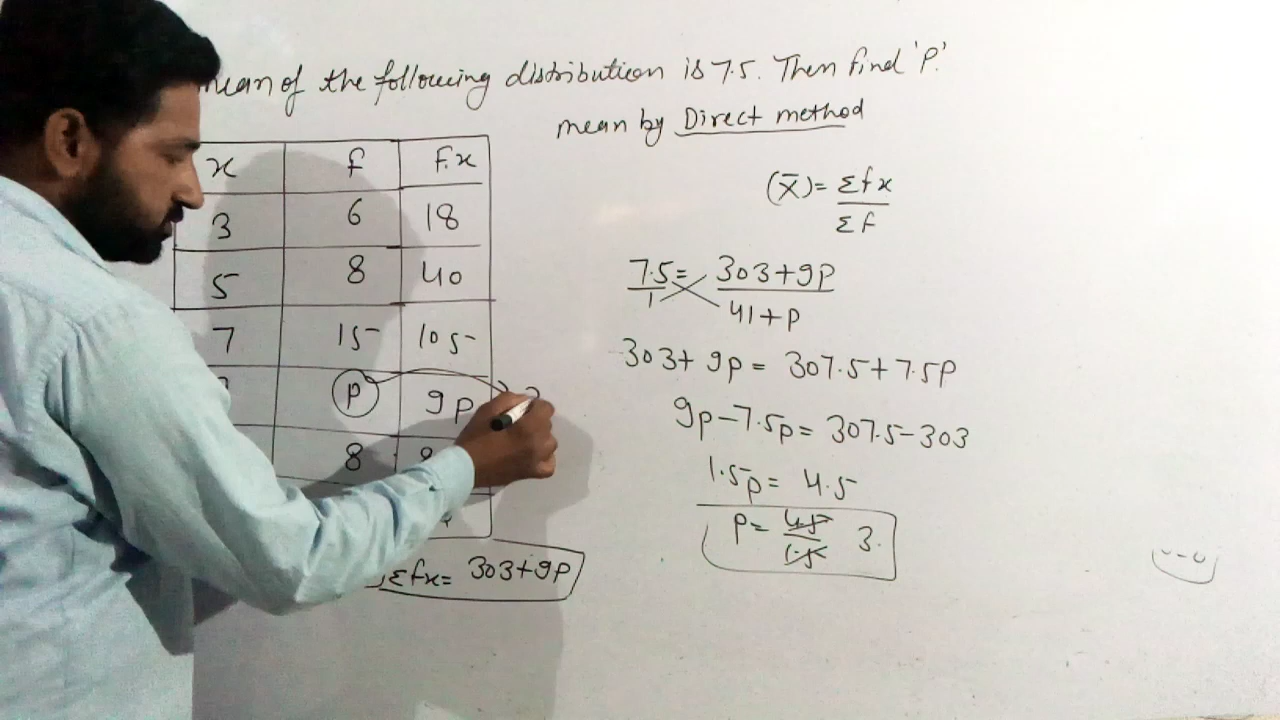 mean of the following distribution is 7.5. Then find 'P'.
mean by Direct method
x f f.x
3 6 18
5 8 40
7 15 105
P 9P
8
Σfx= 303+9P
(x̄)= Σfx
Σf
7.5= 303+9P
1 41+P
303+9P = 307.5+7.5P
9P-7.5P= 307.5-303
1.5P= 4.5
P= 4.5 3.
1.5